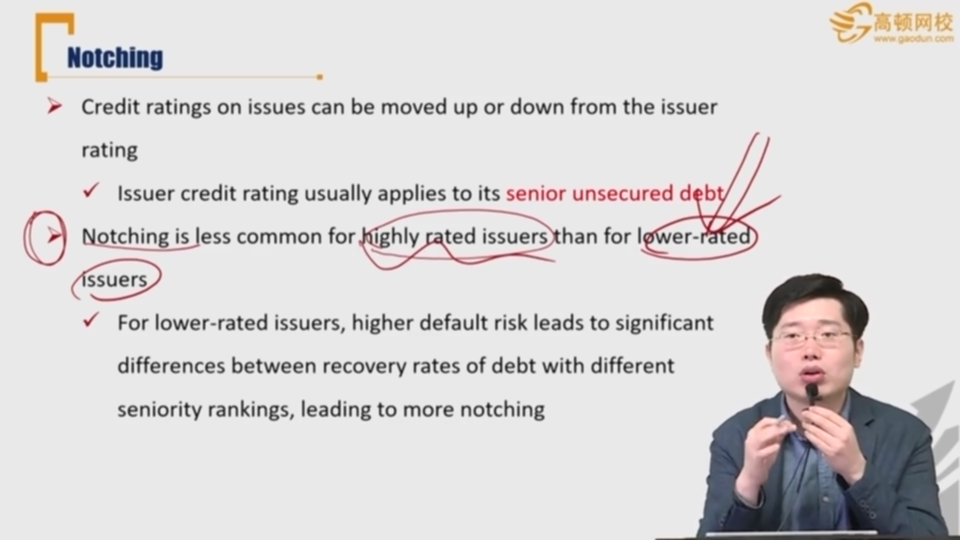 高顿网校
www.gaodun.com
Notching
Credit ratings on issues can be moved up or down from the issuer
rating
Issuer credit rating usually applies to its senior unsecured debt
Notching is less common for highly rated issuers than for lower-rated
issuers
For lower-rated issuers, higher default risk leads to significant
differences between recovery rates of debt with different
seniority rankings, leading to more notching